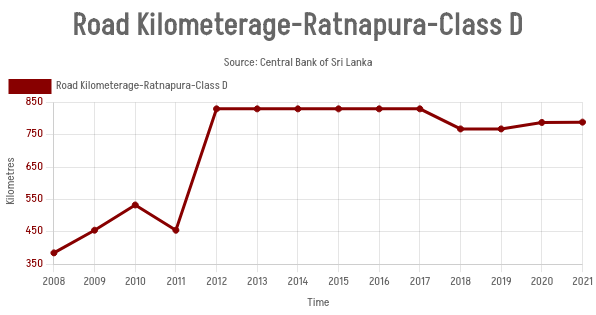 Road Kilometerage-Ratnapura-Class D
Source: Central Bank of Sri Lanka
Road Kilometerage-Ratnapura-Class D
850
750
650
550
450
350
Kilometres
2008 2009 2010 2011 2012 2013 2014 2015 2016 2017 2018 2019 2020 2021
Time